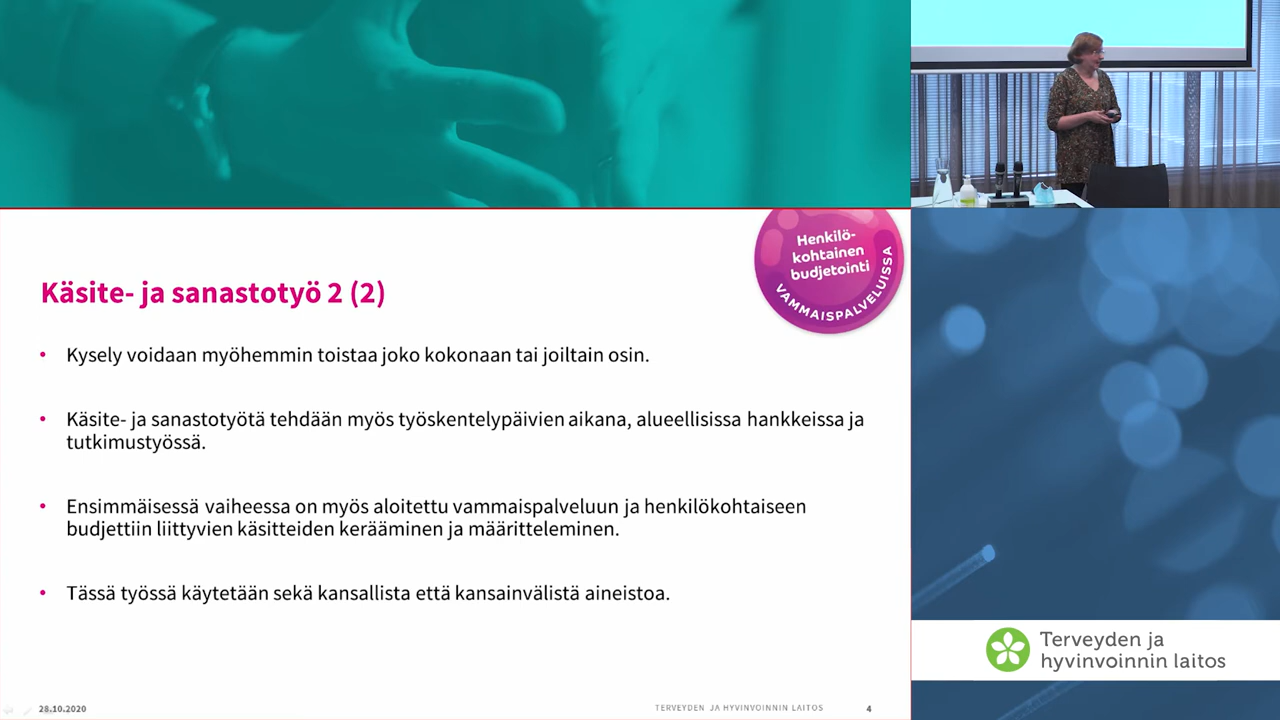 Henkilö-
kohtainen
budjetointi
VAMMAISPALVELUISSA
Käsite- ja sanastotyö 2 (2)
• Kysely voidaan myöhemmin toistaa joko kokonaan tai joiltain osin.
• Käsite- ja sanastotyötä tehdään myös työskentelypäivien aikana, alueellisissa hankkeissa ja
tutkimustyössä.
• Ensimmäisessä vaiheessa on myös aloitettu vammaispalveluun ja henkilökohtaiseen
budjettiin liittyvien käsitteiden kerääminen ja määritteleminen.
• Tässä työssä käytetään sekä kansallista että kansainvälistä aineistoa.
28.10.2020
TERVEYDEN JA HYVINVOINNIN LAITOS
4
Terveyden ja
hyvinvoinnin laitos